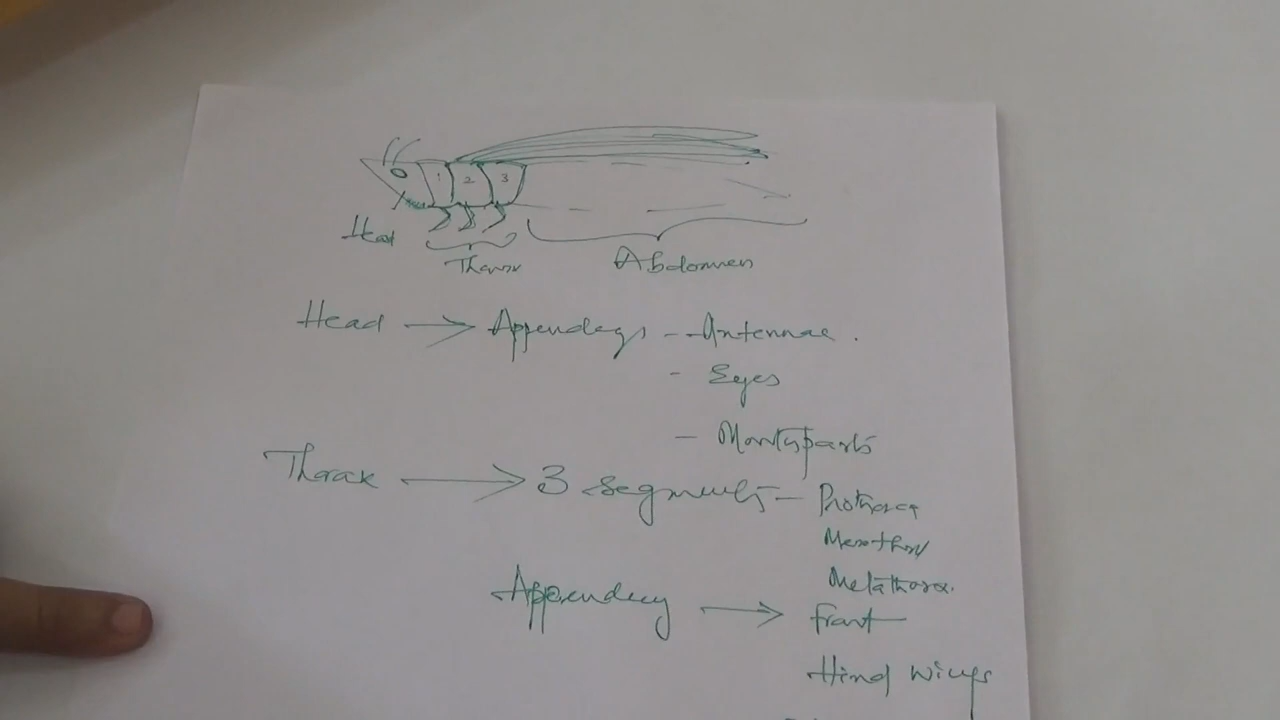 1 2 3
Head
Thorax
Abdomen
Head → Appendages - Antennae.
- Eyes
- Mouthparts
Thorax → 3 segments - Prothorax
Mesothorax
Metathorax.
Appendages → front
Hind wings